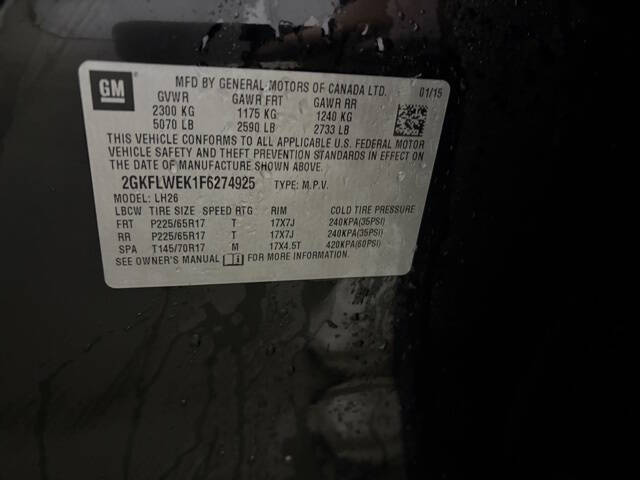 GM
MFD BY GENERAL MOTORS OF CANADA LTD. 01/15
GVWR GAWR FRT GAWR RR
2300 KG 1175 KG 1240 KG
5070 LB 2590 LB 2733 LB
THIS VEHICLE CONFORMS TO ALL APPLICABLE U.S. FEDERAL MOTOR
VEHICLE SAFETY AND THEFT PREVENTION STANDARDS IN EFFECT ON THE
DATE OF MANUFACTURE SHOWN ABOVE.
2GKFLWEK1F6274925 TYPE: M.P.V.
MODEL: LH26
LBCW TIRE SIZE SPEED RTG RIM COLD TIRE PRESSURE
FRT P225/65R17 T 17X7J 240KPA(35PSI)
RR P225/65R17 T 17X7J 240KPA(35PSI)
SPA T145/70R17 M 17X4.5T 420KPA(60PSI)
SEE OWNER'S MANUAL FOR MORE INFORMATION.